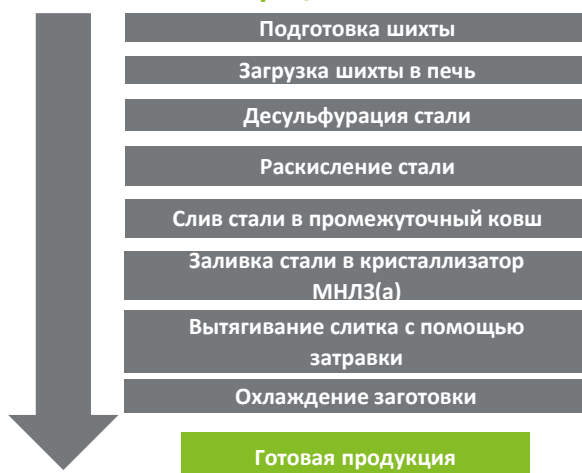 Подготовка шихты
Загрузка шихты в печь
Десульфурация стали
Раскисление стали
Слив стали в промежуточный ковш
Заливка стали в кристаллизатор
МНЛЗ(а)
Вытягивание слитка с помощью
затравки
Охлаждение заготовки
Готовая продукция